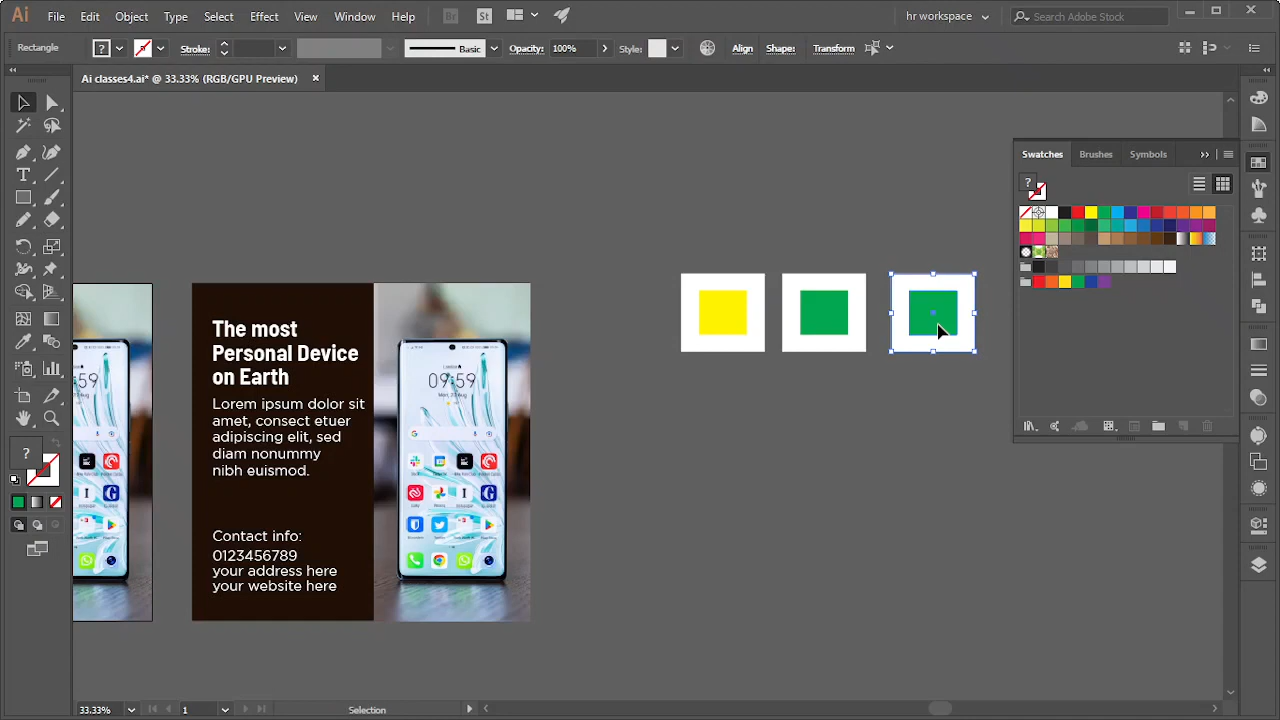 Ai File Edit Object Type Select Effect View Window Help Br St hr workspace Search Adobe Stock
Rectangle ? Stroke: Basic Opacity: 100% Style: Align Shape: Transform
Ai classes4.ai* @ 33.33% (RGB/GPU Preview) ×
Swatches Brushes Symbols
?
The most
Personal Device
on Earth
Lorem ipsum dolor sit
amet, consect etuer
adipiscing elit, sed
diam nonummy
nibh euismod.
Contact info:
0123456789
your address here
your website here
09:59
:59
?
33.33% 1 Selection